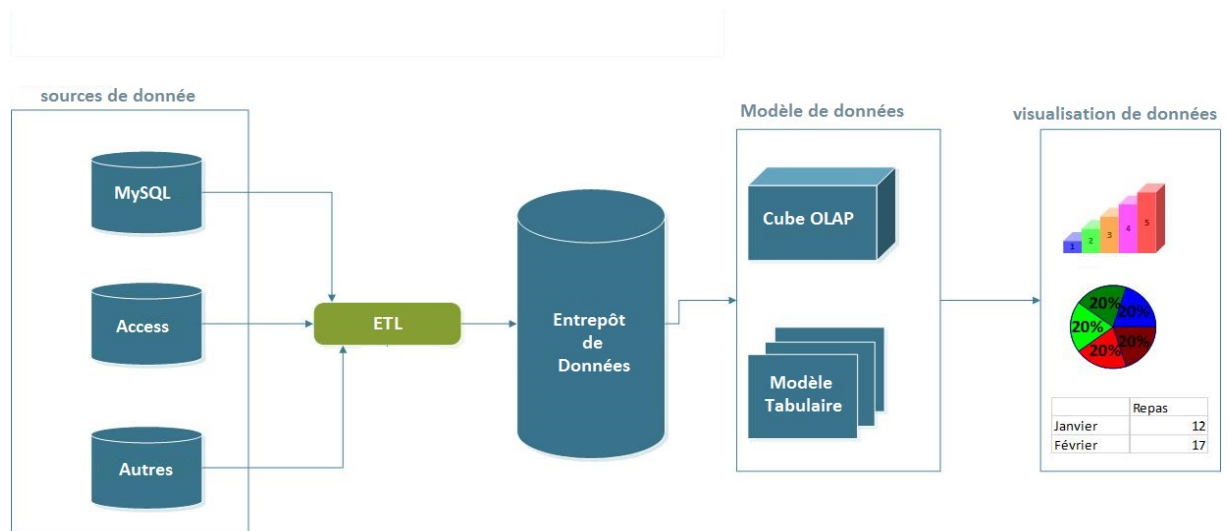 sources de donnée
MySQL
Access
Autres
ETL
Entrepôt
de
Données
Modèle de données
Cube OLAP
Modèle
Tabulaire
visualisation de données
1
2
3
4
5
20%
20%
20%
20%
20%
Repas
Janvier 12
Février 17